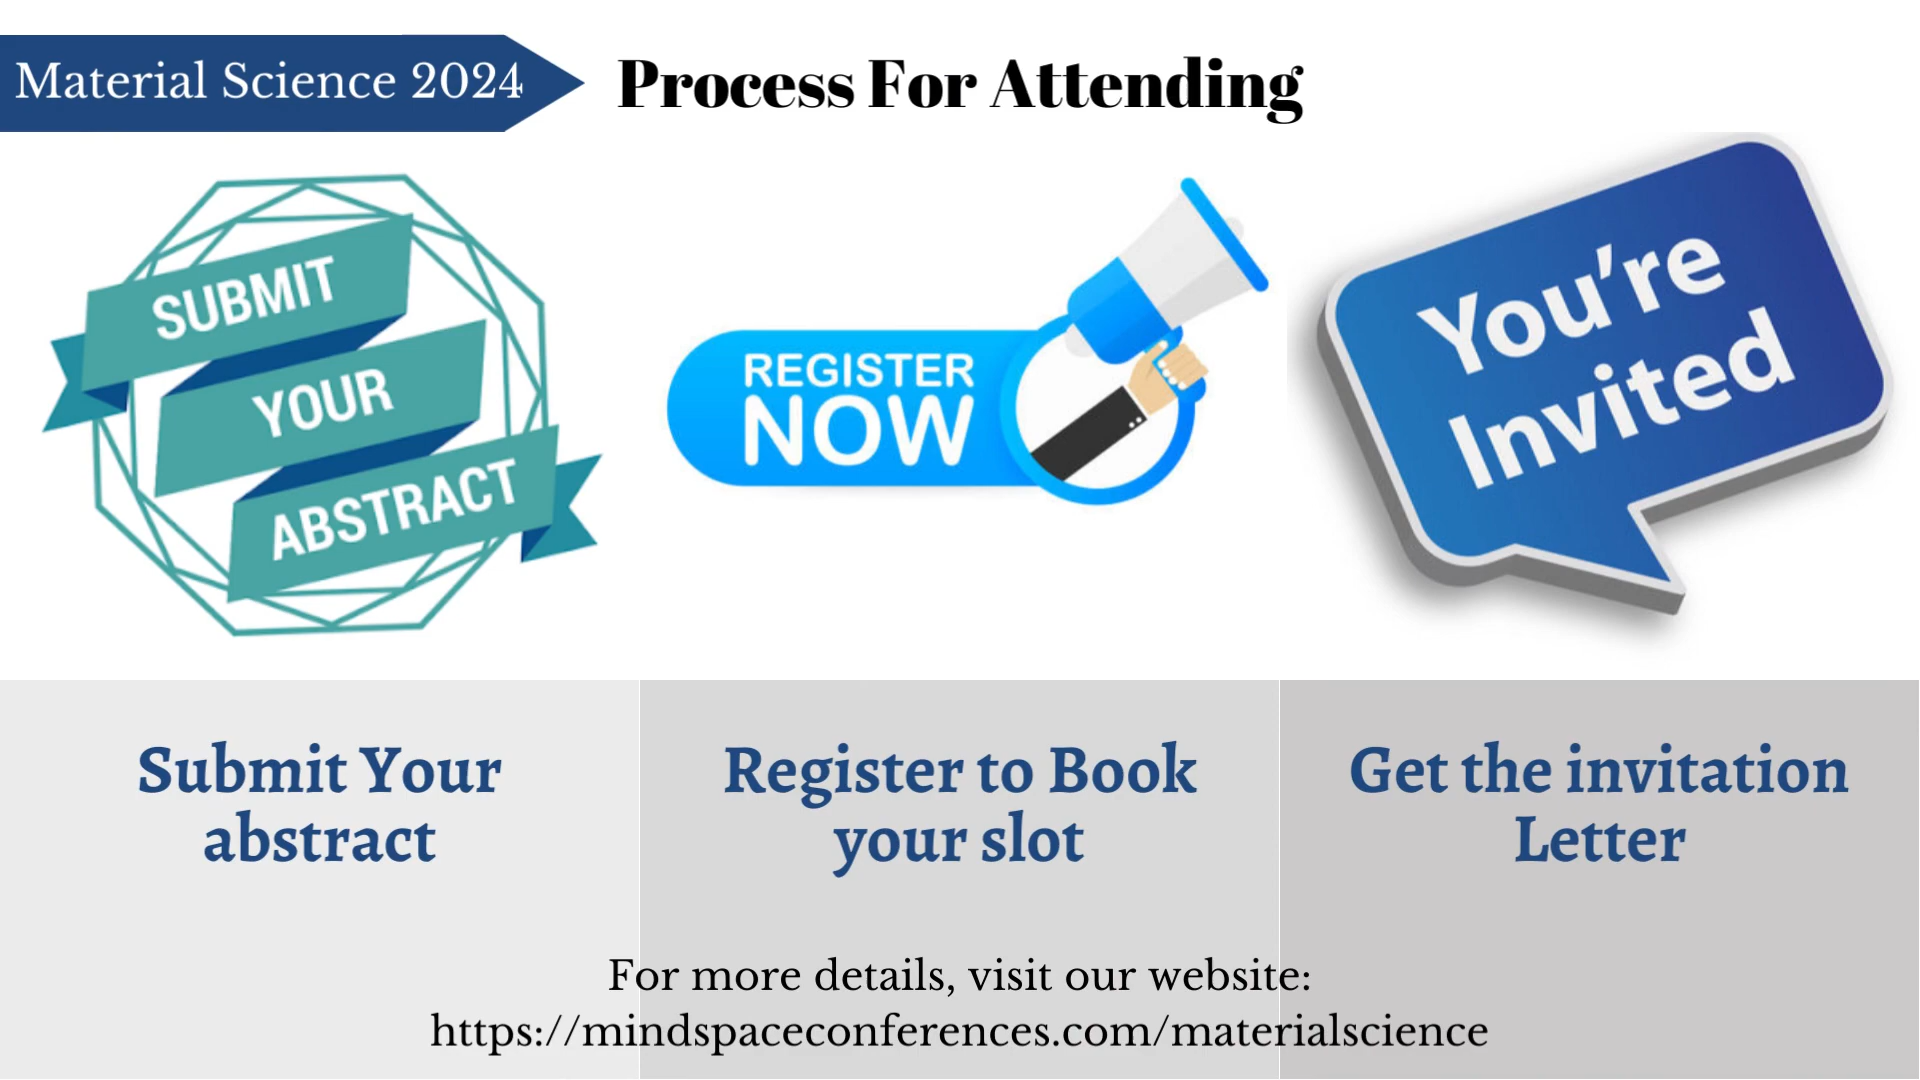 Material Science 2024
Process For Attending
SUBMIT
YOUR
ABSTRACT
REGISTER
NOW
You're
Invited
Submit Your
abstract
Register to Book
your slot
Get the invitation
Letter
For more details, visit our website:
https://mindspaceconferences.com/materialscience